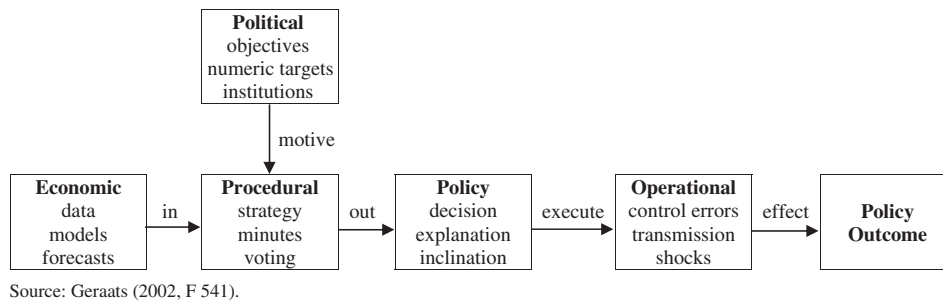 Political
objectives
numeric targets
institutions
motive
Economic
data
models
forecasts
in
Procedural
strategy
minutes
voting
out
Policy
decision
explanation
inclination
execute
Operational
control errors
transmission
shocks
effect
Policy
Outcome
Source: Geraats (2002, F 541).